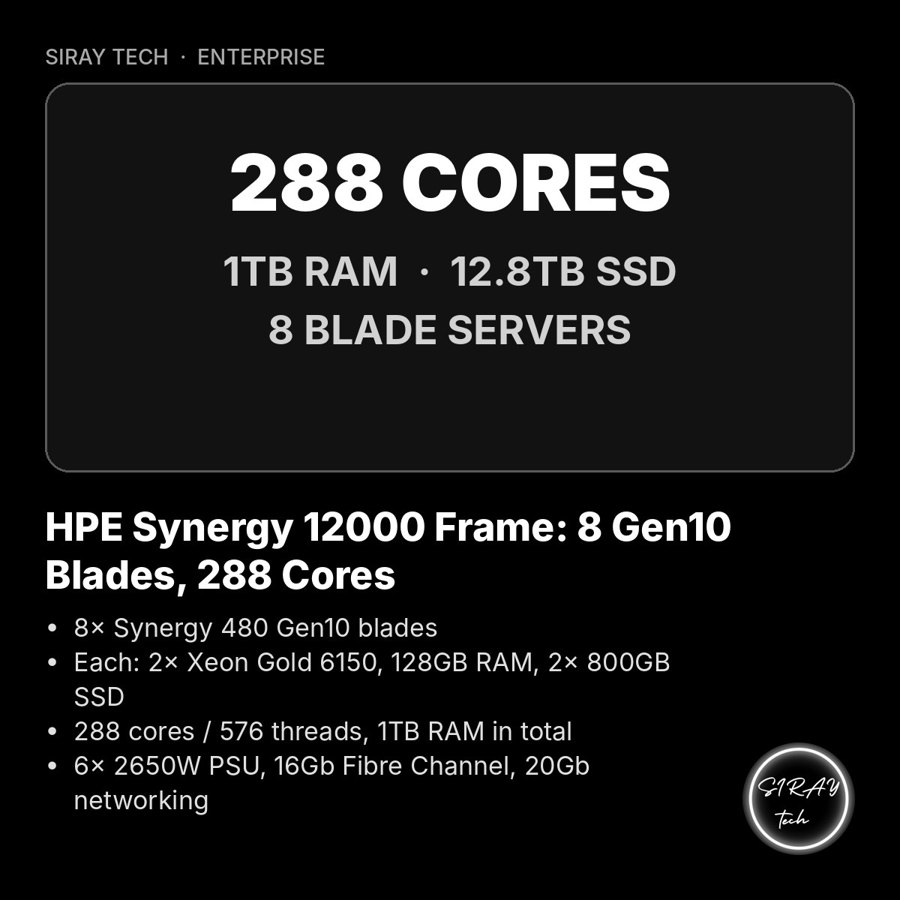 SIRAY TECH · ENTERPRISE
288 CORES
1TB RAM · 12.8TB SSD
8 BLADE SERVERS
HPE Synergy 12000 Frame: 8 Gen10
Blades, 288 Cores
• 8× Synergy 480 Gen10 blades
• Each: 2× Xeon Gold 6150, 128GB RAM, 2× 800GB
SSD
• 288 cores / 576 threads, 1TB RAM in total
• 6× 2650W PSU, 16Gb Fibre Channel, 20Gb
networking
SIRAY
tech